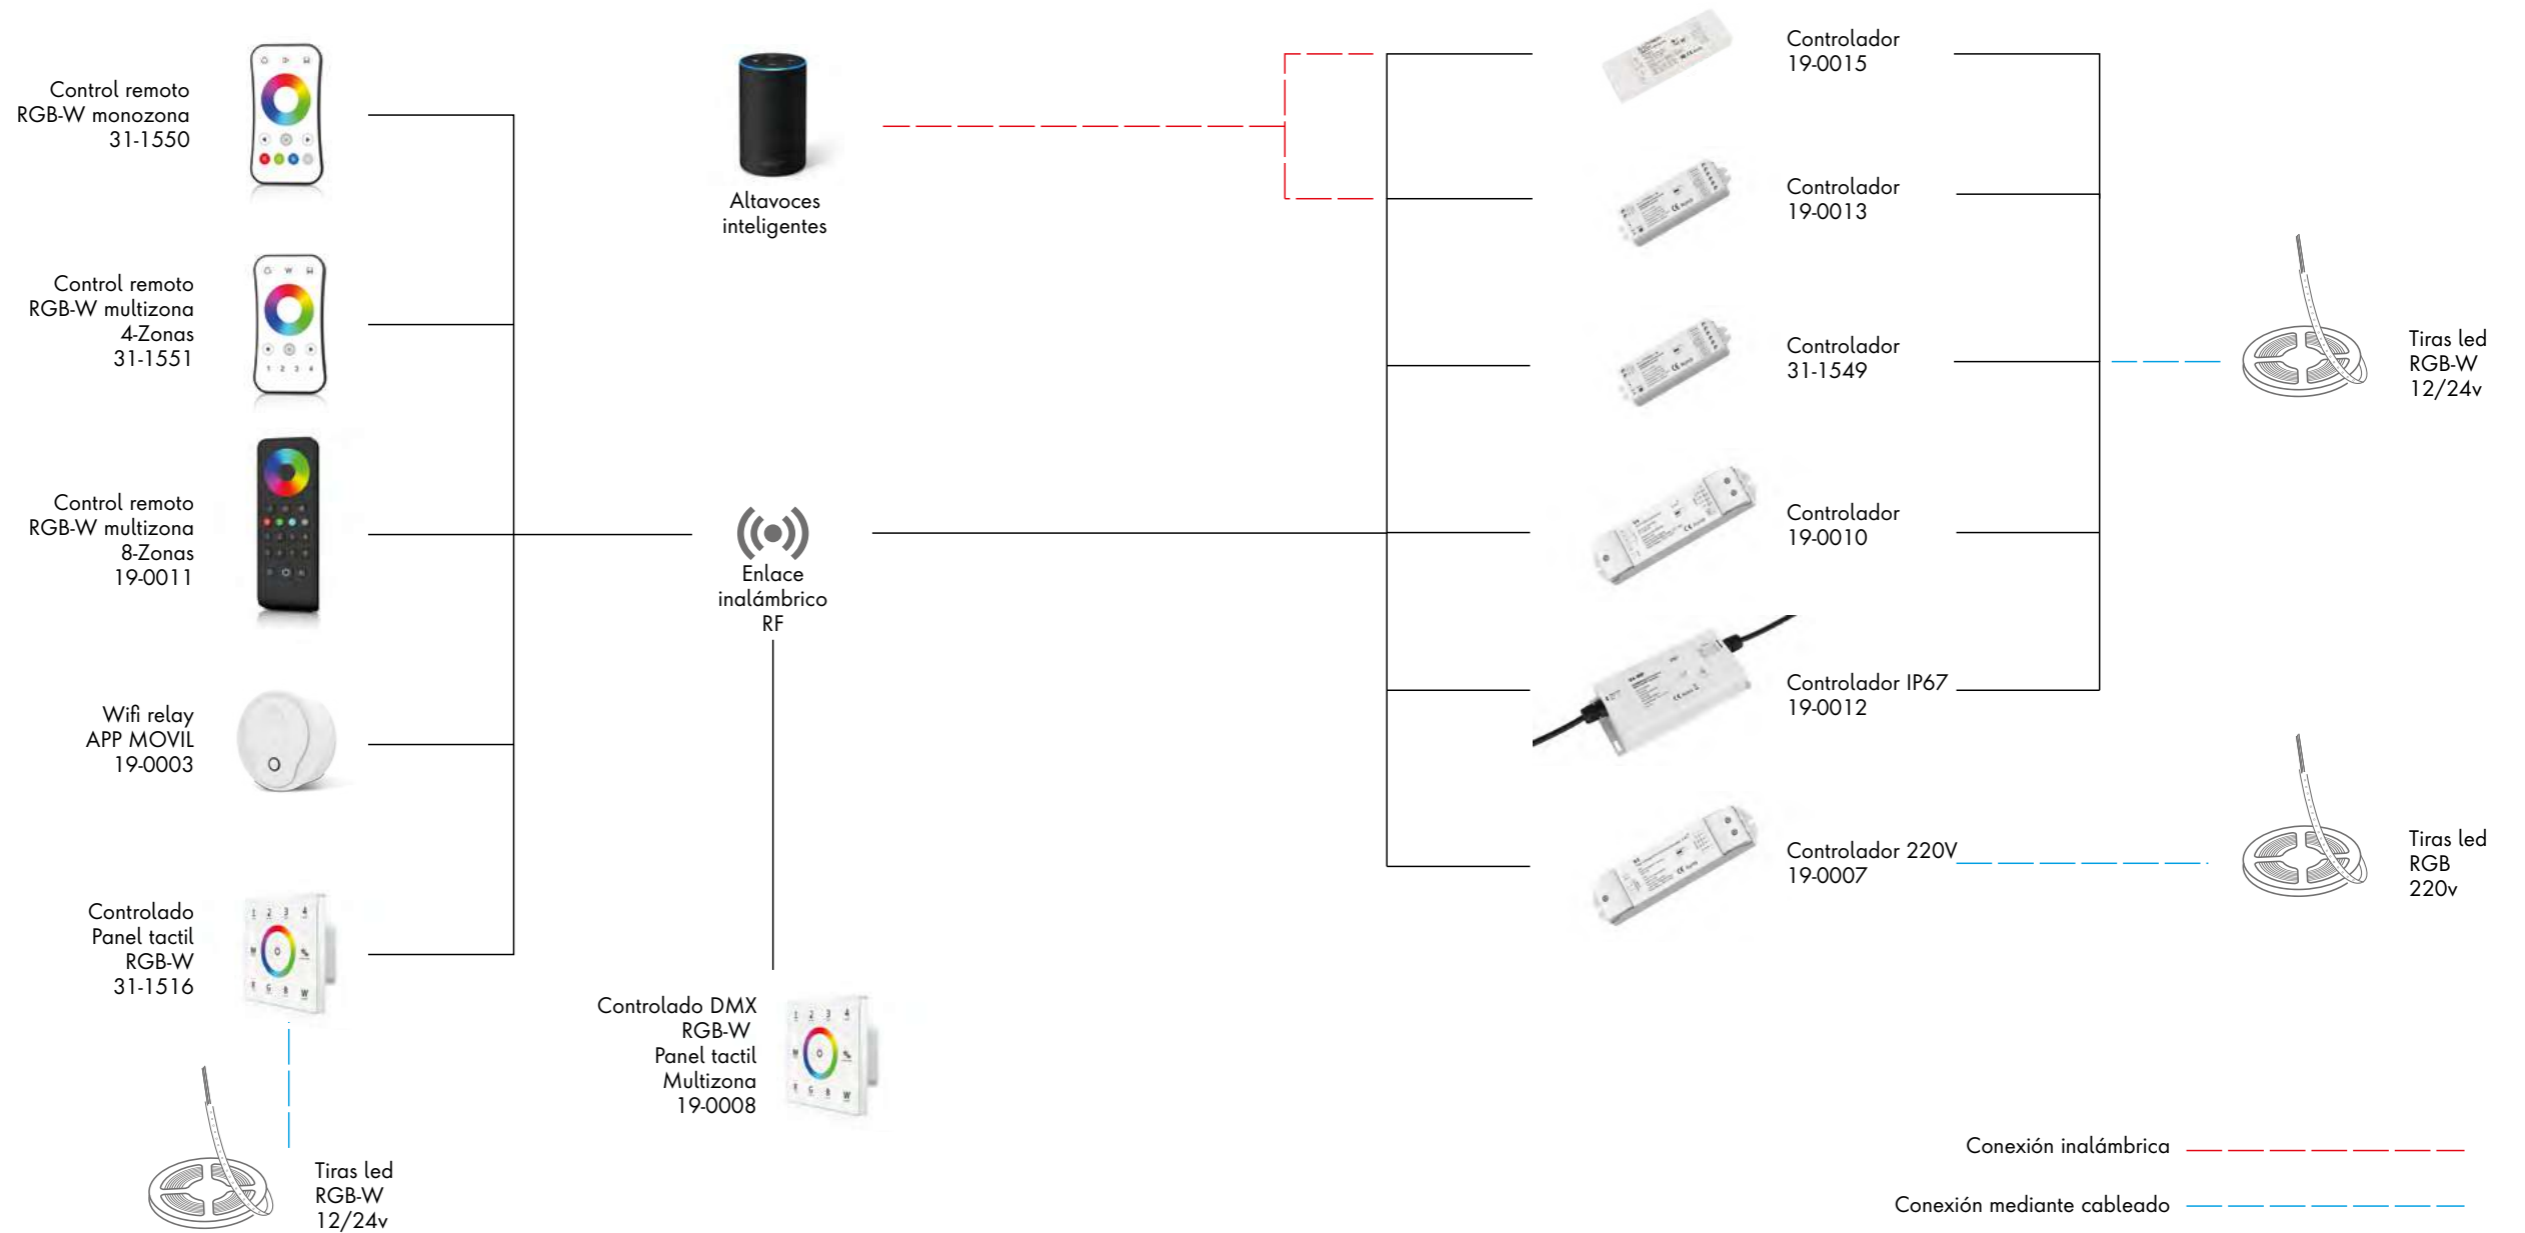 Control remoto
RGB-W monozona
31-1550
Control remoto
RGB-W multizona
4-Zonas
31-1551
Control remoto
RGB-W multizona
8-Zonas
19-0011
Wifi relay
APP MOVIL
19-0003
Controlado
Panel tactil
RGB-W
31-1516
Tiras led
RGB-W
12/24v
Altavoces
inteligentes
Enlace
inalámbrico
RF
Controlado DMX
RGB-W
Panel tactil
Multizona
19-0008
Controlador
19-0015
Controlador
19-0013
Controlador
31-1549
Controlador
19-0010
Controlador IP67
19-0012
Controlador 220V
19-0007
Tiras led
RGB-W
12/24v
Tiras led
RGB
220v
Conexión inalámbrica
Conexión mediante cableado